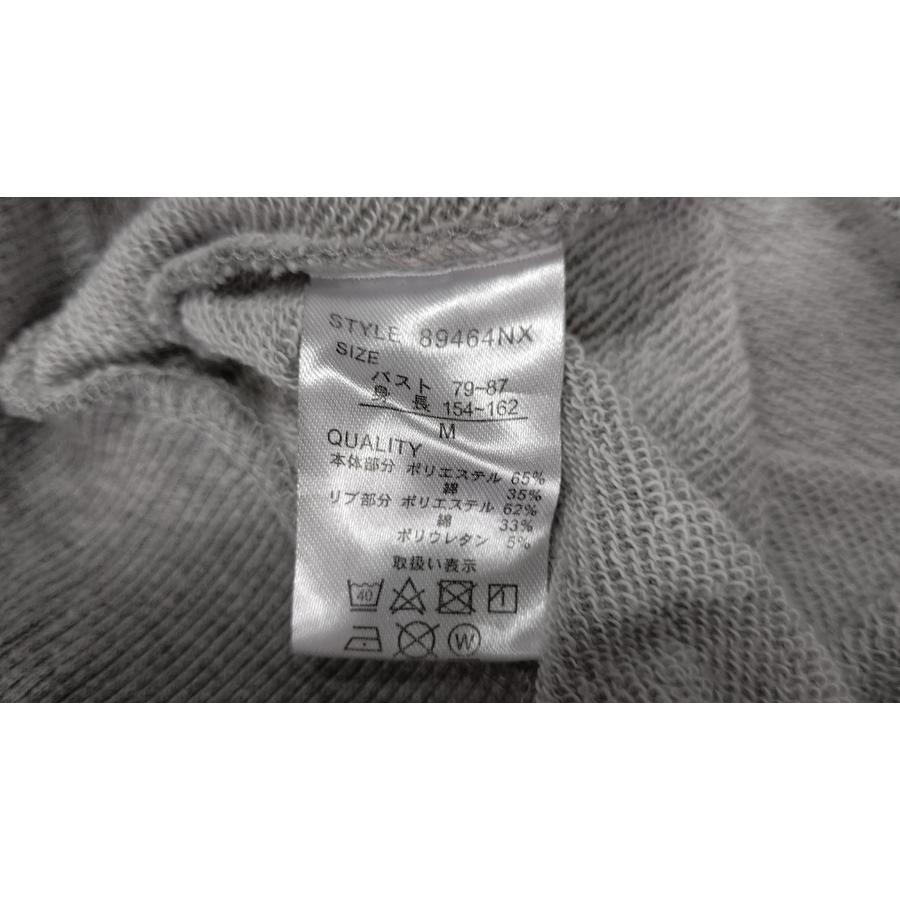 STYLE 89464NX
SIZE
バスト 79~87
身長 154~162
M
QUALITY
本体部分 ポリエステル 65%
綿 35%
リブ部分 ポリエステル 62%
綿 33%
ポリウレタン 5%
取扱い表示
40 1
W